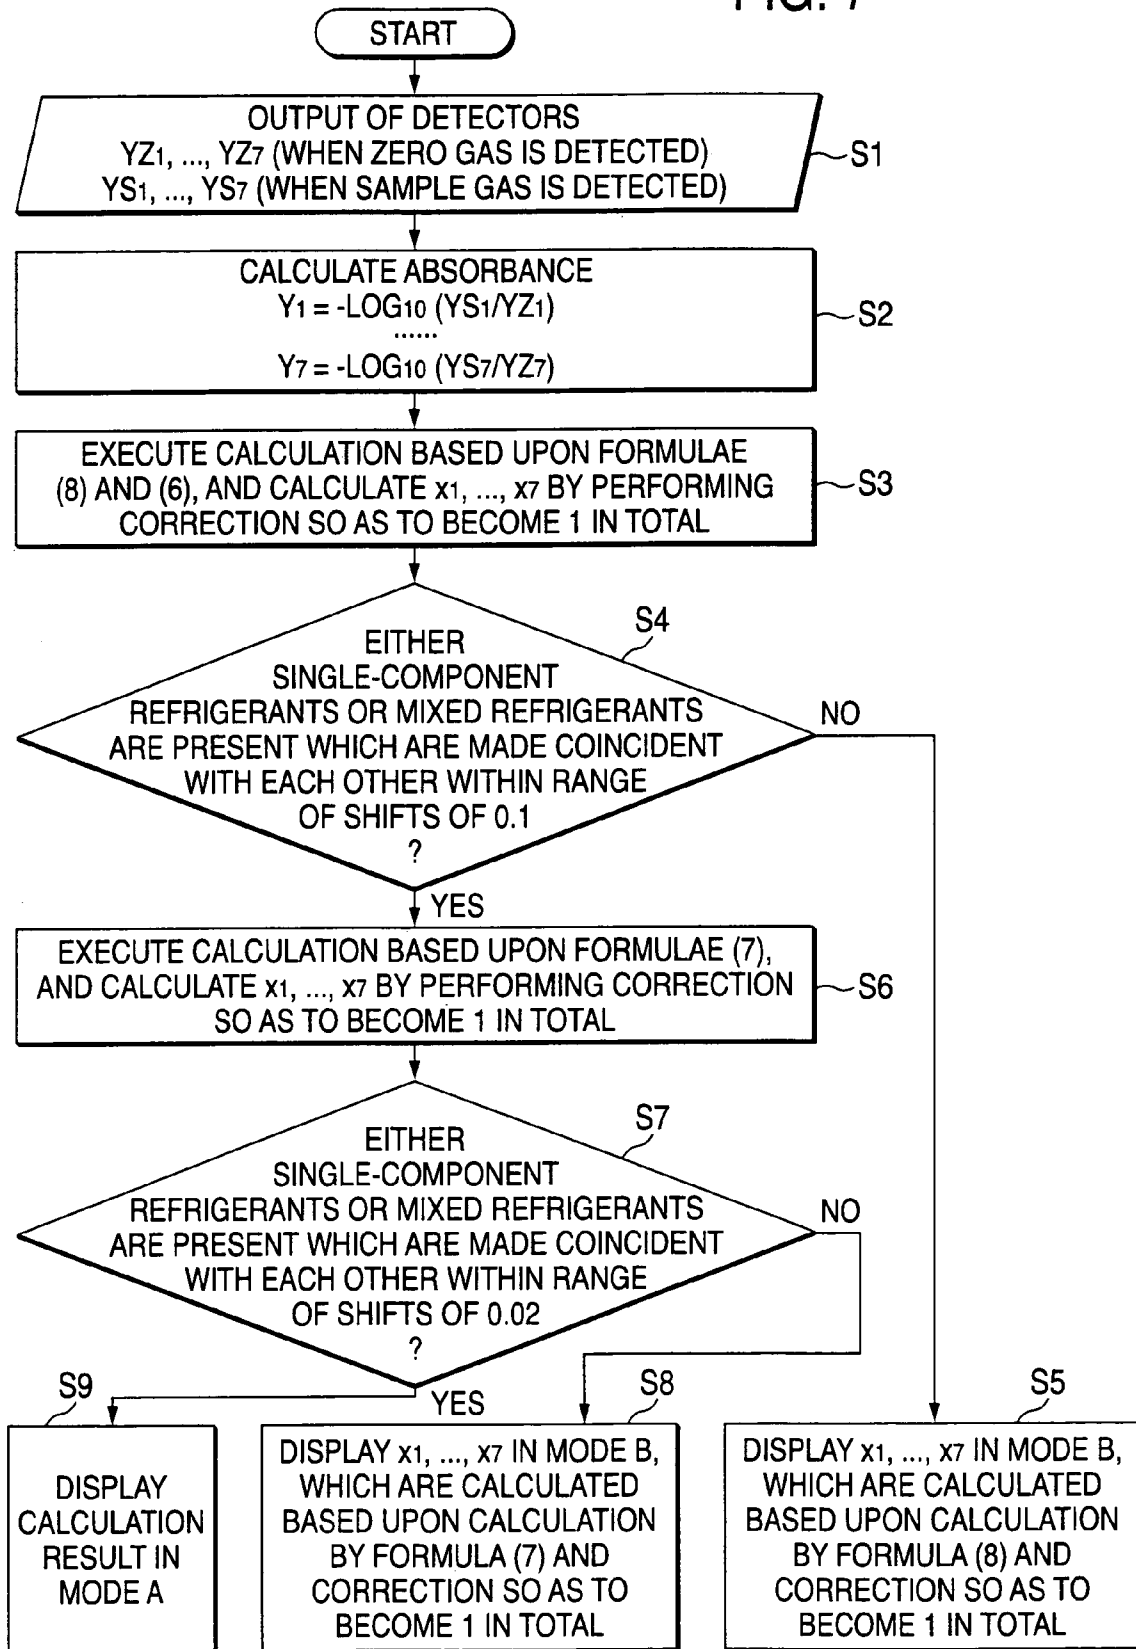 FIG. 7
START
OUTPUT OF DETECTORS
YZ1, ..., YZ7 (WHEN ZERO GAS IS DETECTED)
YS1, ..., YS7 (WHEN SAMPLE GAS IS DETECTED)
S1
CALCULATE ABSORBANCE
Y1 = -LOG10 (YS1/YZ1)
......
Y7 = -LOG10 (YS7/YZ7)
S2
EXECUTE CALCULATION BASED UPON FORMULAE
(8) AND (6), AND CALCULATE x1, ..., x7 BY PERFORMING
CORRECTION SO AS TO BECOME 1 IN TOTAL
S3
S4
EITHER
SINGLE-COMPONENT
REFRIGERANTS OR MIXED REFRIGERANTS
ARE PRESENT WHICH ARE MADE COINCIDENT
WITH EACH OTHER WITHIN RANGE
OF SHIFTS OF 0.1
?
NO
YES
EXECUTE CALCULATION BASED UPON FORMULAE (7),
AND CALCULATE x1, ..., x7 BY PERFORMING CORRECTION
SO AS TO BECOME 1 IN TOTAL
S6
S7
EITHER
SINGLE-COMPONENT
REFRIGERANTS OR MIXED REFRIGERANTS
ARE PRESENT WHICH ARE MADE COINCIDENT
WITH EACH OTHER WITHIN RANGE
OF SHIFTS OF 0.02
?
NO
YES
S9
DISPLAY
CALCULATION
RESULT IN
MODE A
S8
DISPLAY x1, ..., x7 IN MODE B,
WHICH ARE CALCULATED
BASED UPON CALCULATION
BY FORMULA (7) AND
CORRECTION SO AS TO
BECOME 1 IN TOTAL
S5
DISPLAY x1, ..., x7 IN MODE B,
WHICH ARE CALCULATED
BASED UPON CALCULATION
BY FORMULA (8) AND
CORRECTION SO AS TO
BECOME 1 IN TOTAL